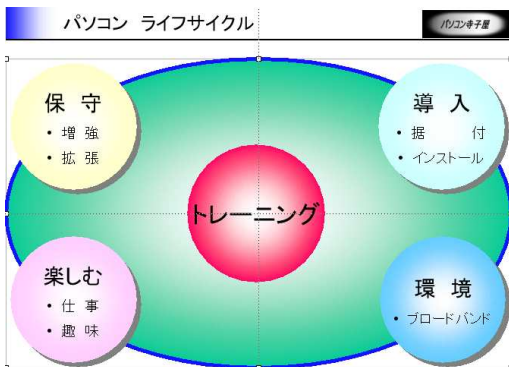 パソコン ライフサイクル
パソコン寺子屋
保 守
・ 増 強
・ 拡 張
導 入
・ 据 付
・ インストール
トレーニング
楽しむ
・ 仕 事
・ 趣 味
環 境
・ ブロードバンド